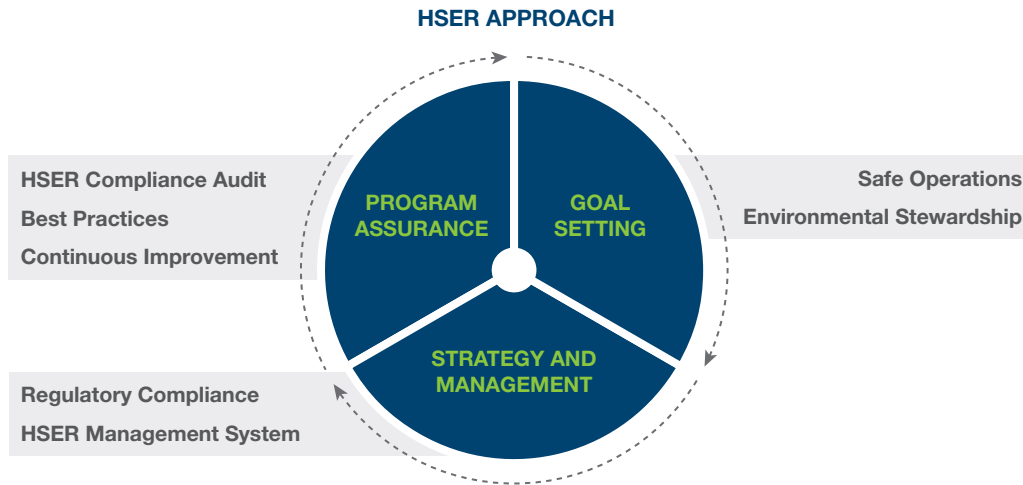 HSER APPROACH
HSER Compliance Audit
Best Practices
Continuous Improvement
PROGRAM
ASSURANCE
GOAL
SETTING
Safe Operations
Environmental Stewardship
STRATEGY AND
MANAGEMENT
Regulatory Compliance
HSER Management System